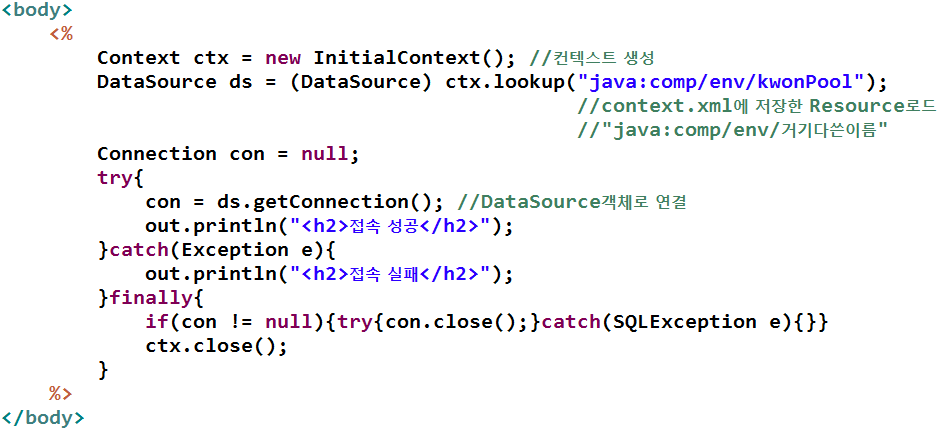 <body>
<%
Context ctx = new InitialContext(); //컨텍스트 생성
DataSource ds = (DataSource) ctx.lookup("java:comp/env/kwonPool");
//context.xml에 저장한 Resource로드
//"java:comp/env/거기다쓴이름"
Connection con = null;
try{
con = ds.getConnection(); //DataSource객체로 연결
out.println("<h2>접속 성공</h2>");
}catch(Exception e){
out.println("<h2>접속 실패</h2>");
}finally{
if(con != null){try{con.close();}catch(SQLException e){}}
ctx.close();
}
%>
</body>